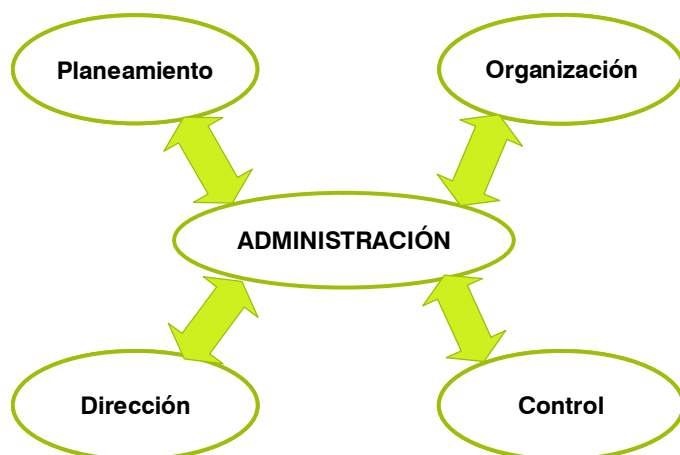 Planeamiento
Organización
ADMINISTRACIÓN
Dirección
Control